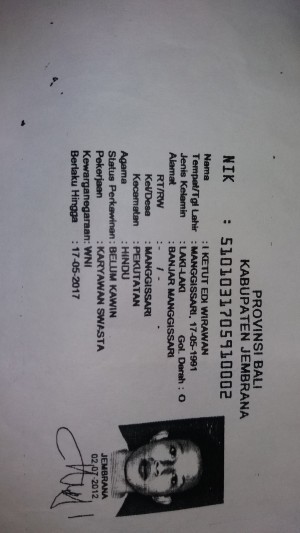 PROVINSI BALI
KABUPATEN JEMBRANA
NIK : 5101031705910002
Nama : I KETUT EDI WIRAWAN
Tempat/Tgl Lahir : MANGGISSARI, 17-05-1991
Jenis Kelamin : LAKI-LAKI Gol. Darah : O
Alamat : BANJAR MANGGISSARI
RT/RW : - / -
Kel/Desa : MANGGISSARI
Kecamatan : PEKUTATAN
Agama : HINDU
Status Perkawinan: BELUM KAWIN
Pekerjaan : KARYAWAN SWASTA
Kewarganegaraan: WNI
Berlaku Hingga : 17-05-2017
JEMBRANA
02-07-2012